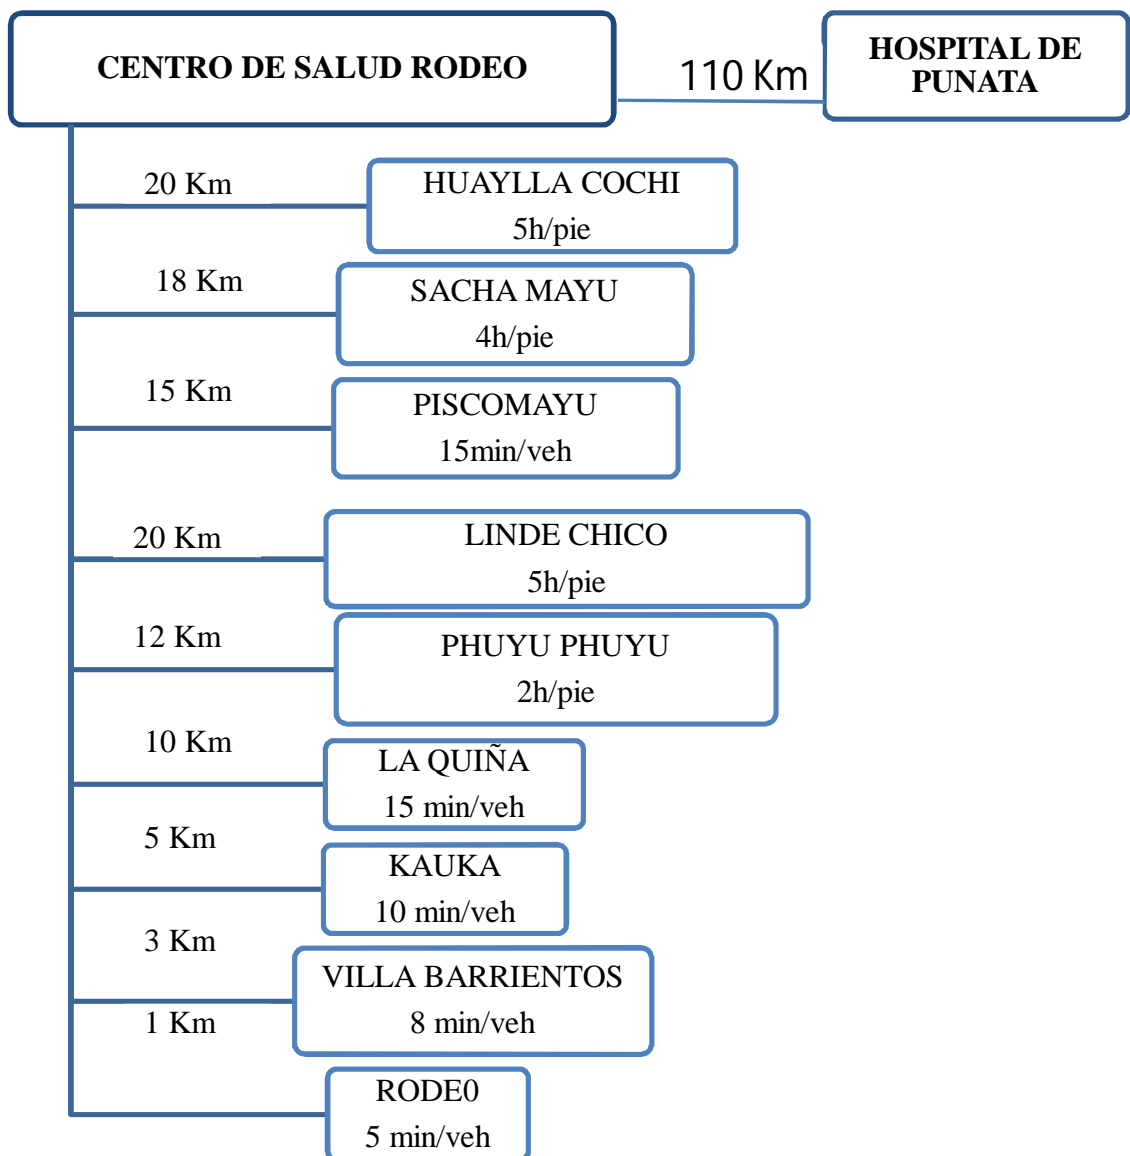 CENTRO DE SALUD RODEO
110 Km
HOSPITAL DE
PUNATA
20 Km
HUAYLLA COCHI
5h/pie
18 Km
SACHA MAYU
4h/pie
15 Km
PISCOMAYU
15min/veh
20 Km
LINDE CHICO
5h/pie
12 Km
PHUYU PHUYU
2h/pie
10 Km
LA QUIÑA
15 min/veh
5 Km
KAUKA
10 min/veh
3 Km
VILLA BARRIENTOS
8 min/veh
1 Km
RODE0
5 min/veh